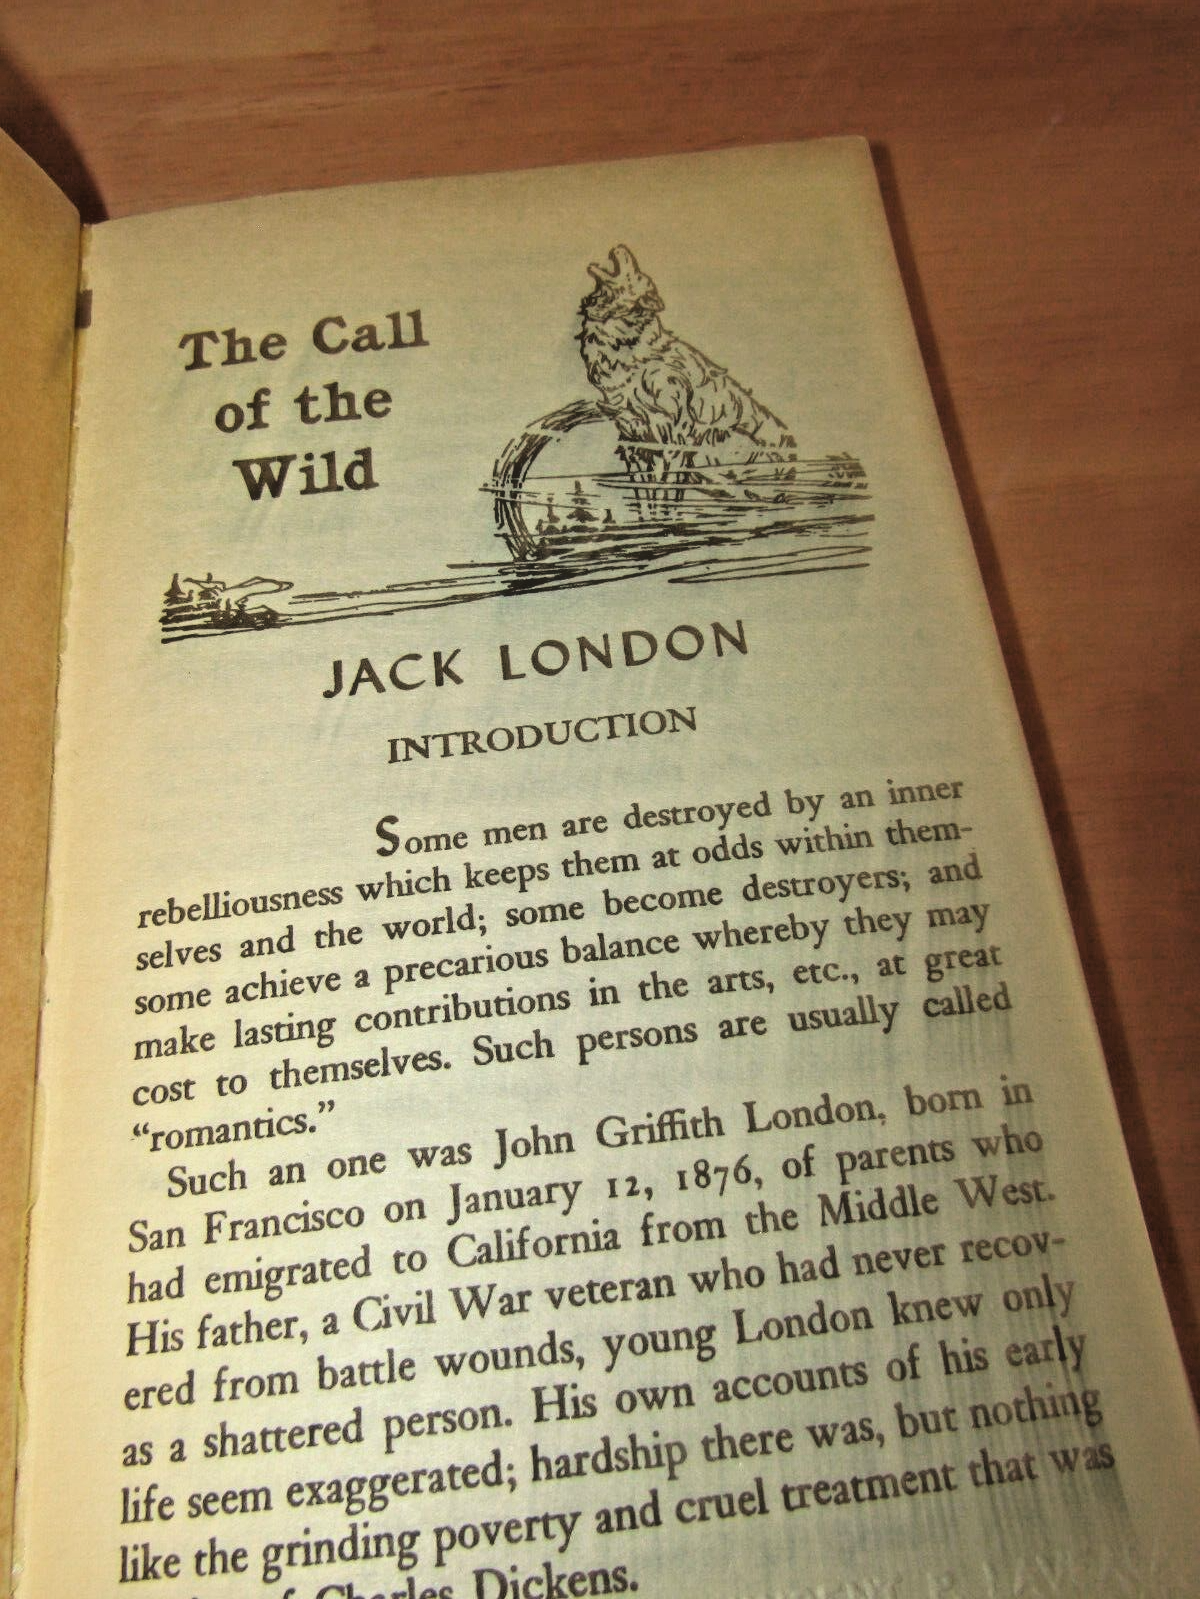 The Call
of the
Wild
JACK LONDON
INTRODUCTION
Some men are destroyed by an inner
rebelliousness which keeps them at odds within them-
selves and the world; some become destroyers; and
some achieve a precarious balance whereby they may
make lasting contributions in the arts, etc., at great
cost to themselves. Such persons are usually called
“romantics.”
Such an one was John Griffith London, born in
San Francisco on January 12, 1876, of parents who
had emigrated to California from the Middle West.
His father, a Civil War veteran who had never recov-
ered from battle wounds, young London knew only
as a shattered person. His own accounts of his early
life seem exaggerated; hardship there was, but nothing
like the grinding poverty and cruel treatment that was
of Charles Dickens.